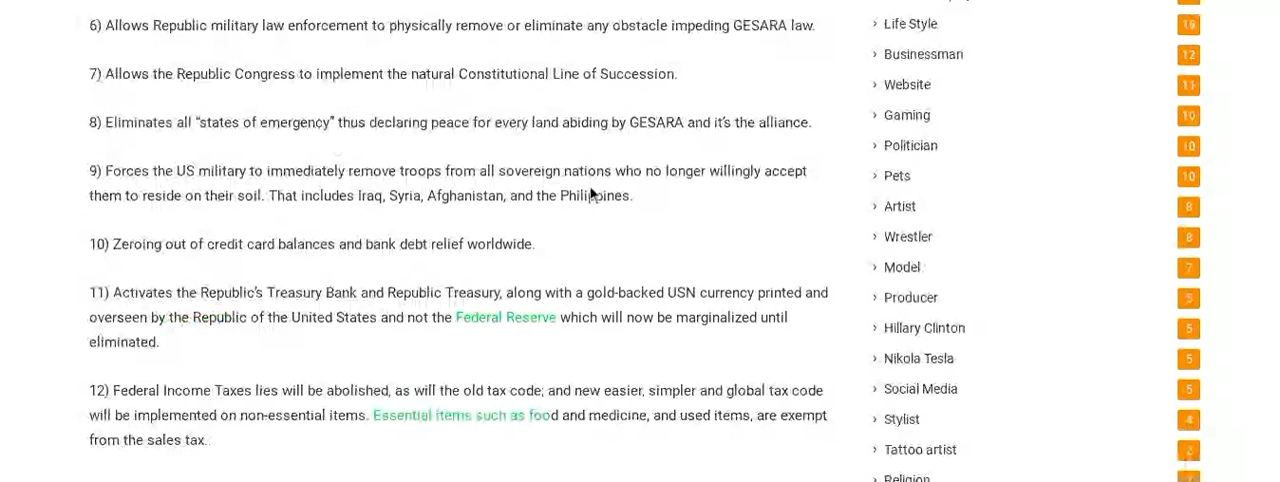 6) Allows Republic military law enforcement to physically remove or eliminate any obstacle impeding GESARA law.
7) Allows the Republic Congress to implement the natural Constitutional Line of Succession.
8) Eliminates all “states of emergency” thus declaring peace for every land abiding by GESARA and it's the alliance.
9) Forces the US military to immediately remove troops from all sovereign nations who no longer willingly accept
them to reside on their soil. That includes Iraq, Syria, Afghanistan, and the Philippines.
10) Zeroing out of credit card balances and bank debt relief worldwide.
11) Activates the Republic's Treasury Bank and Republic Treasury, along with a gold-backed USN currency printed and
overseen by the Republic of the United States and not the Federal Reserve which will now be marginalized until
eliminated.
12) Federal Income Taxes lies will be abolished, as will the old tax code; and new easier, simpler and global tax code
will be implemented on non-essential items. Essential items such as food and medicine, and used items, are exempt
from the sales tax.
› Life Style
› Businessman 12
› Website 11
› Gaming 10
› Politician 10
› Pets 10
› Artist 8
› Wrestler 8
› Model 7
› Producer
› Hillary Clinton 5
› Nikola Tesla 5
› Social Media 5
› Stylist 4
› Tattoo artist
› Religion